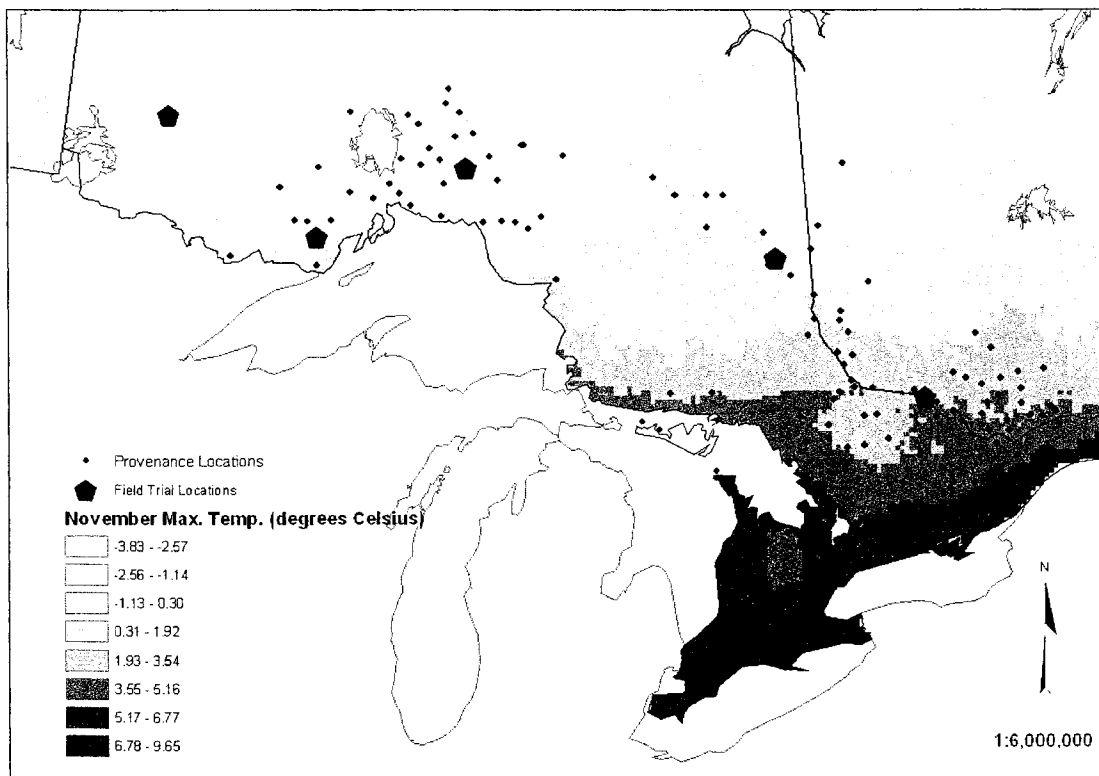 Provenance Locations
Field Trial Locations
November Max. Temp. (degrees Celsius)
-3.83 - -2.57
-2.56 - -1.14
-1.13 - 0.30
0.31 - 1.92
1.93 - 3.54
3.55 - 5.16
5.17 - 6.77
6.78 - 9.65
N
1:6,000,000